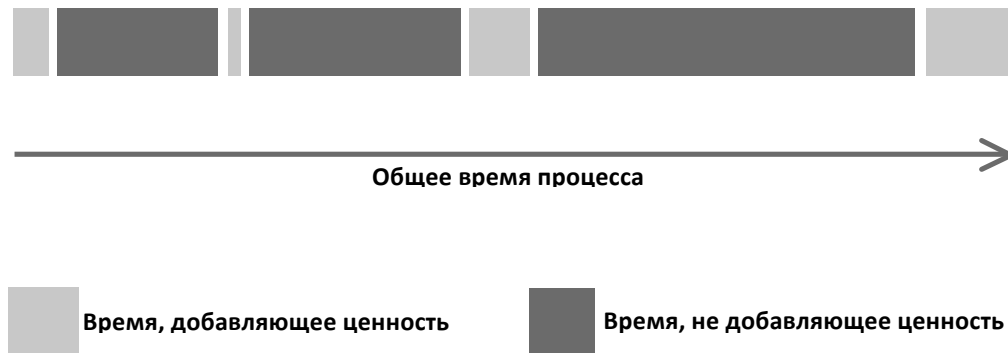 Общее время процесса
Время, добавляющее ценность
Время, не добавляющее ценность